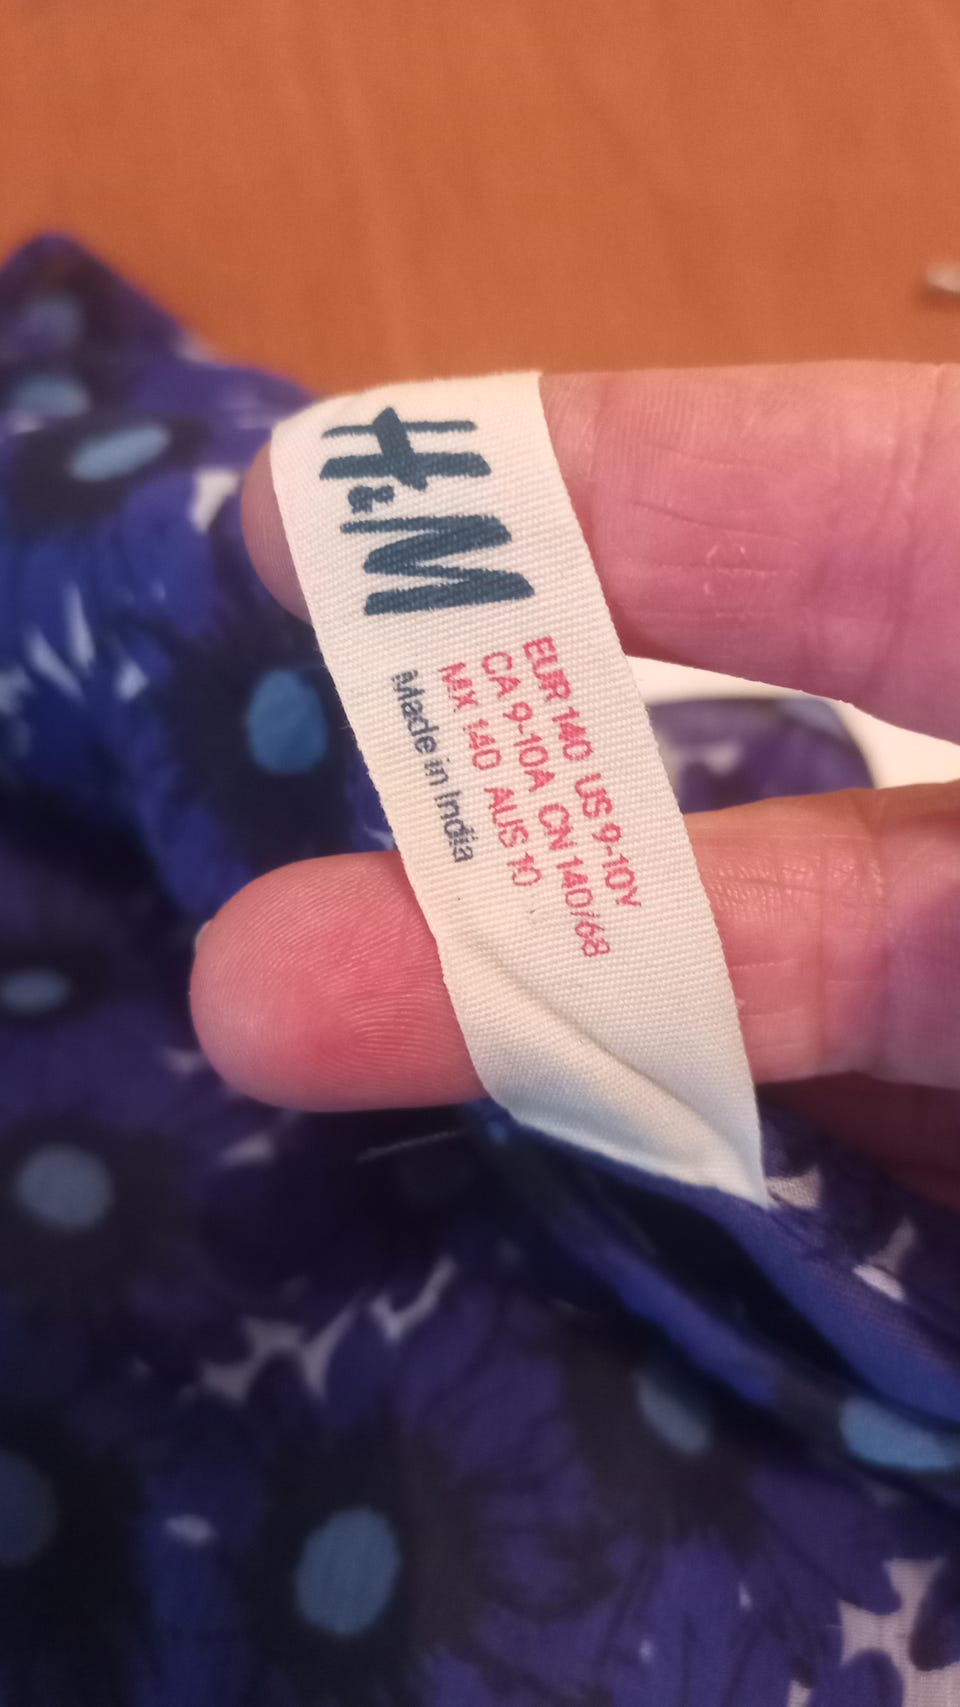 H&M
EUR 140 US 9-10Y
CA 9-10A CN 140/68
MX 140 AUS 10
Made in India